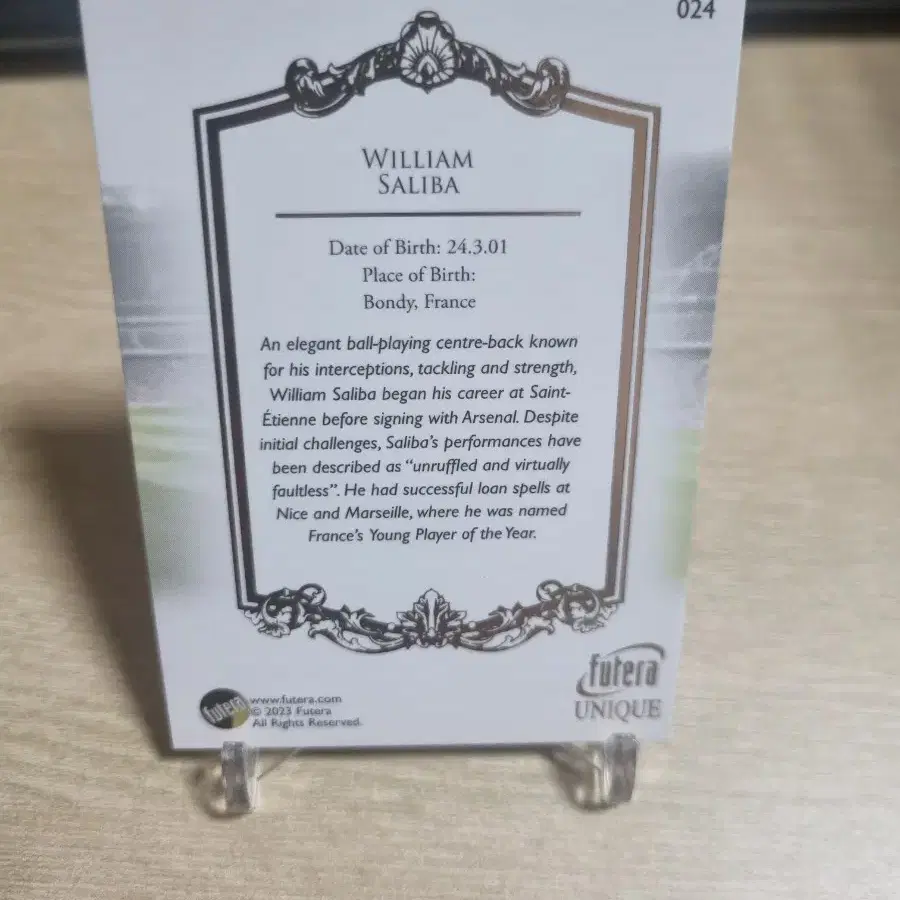 024
WILLIAM
SALIBA
Date of Birth: 24.3.01
Place of Birth:
Bondy, France
An elegant ball-playing centre-back known
for his interceptions, tackling and strength,
William Saliba began his career at Saint-
Étienne before signing with Arsenal. Despite
initial challenges, Saliba's performances have
been described as "unruffled and virtually
faultless". He had successful loan spells at
Nice and Marseille, where he was named
France's Young Player of the Year.
futera
UNIQUE
futera
www.futera.com
© 2023 Futera
All Rights Reserved.